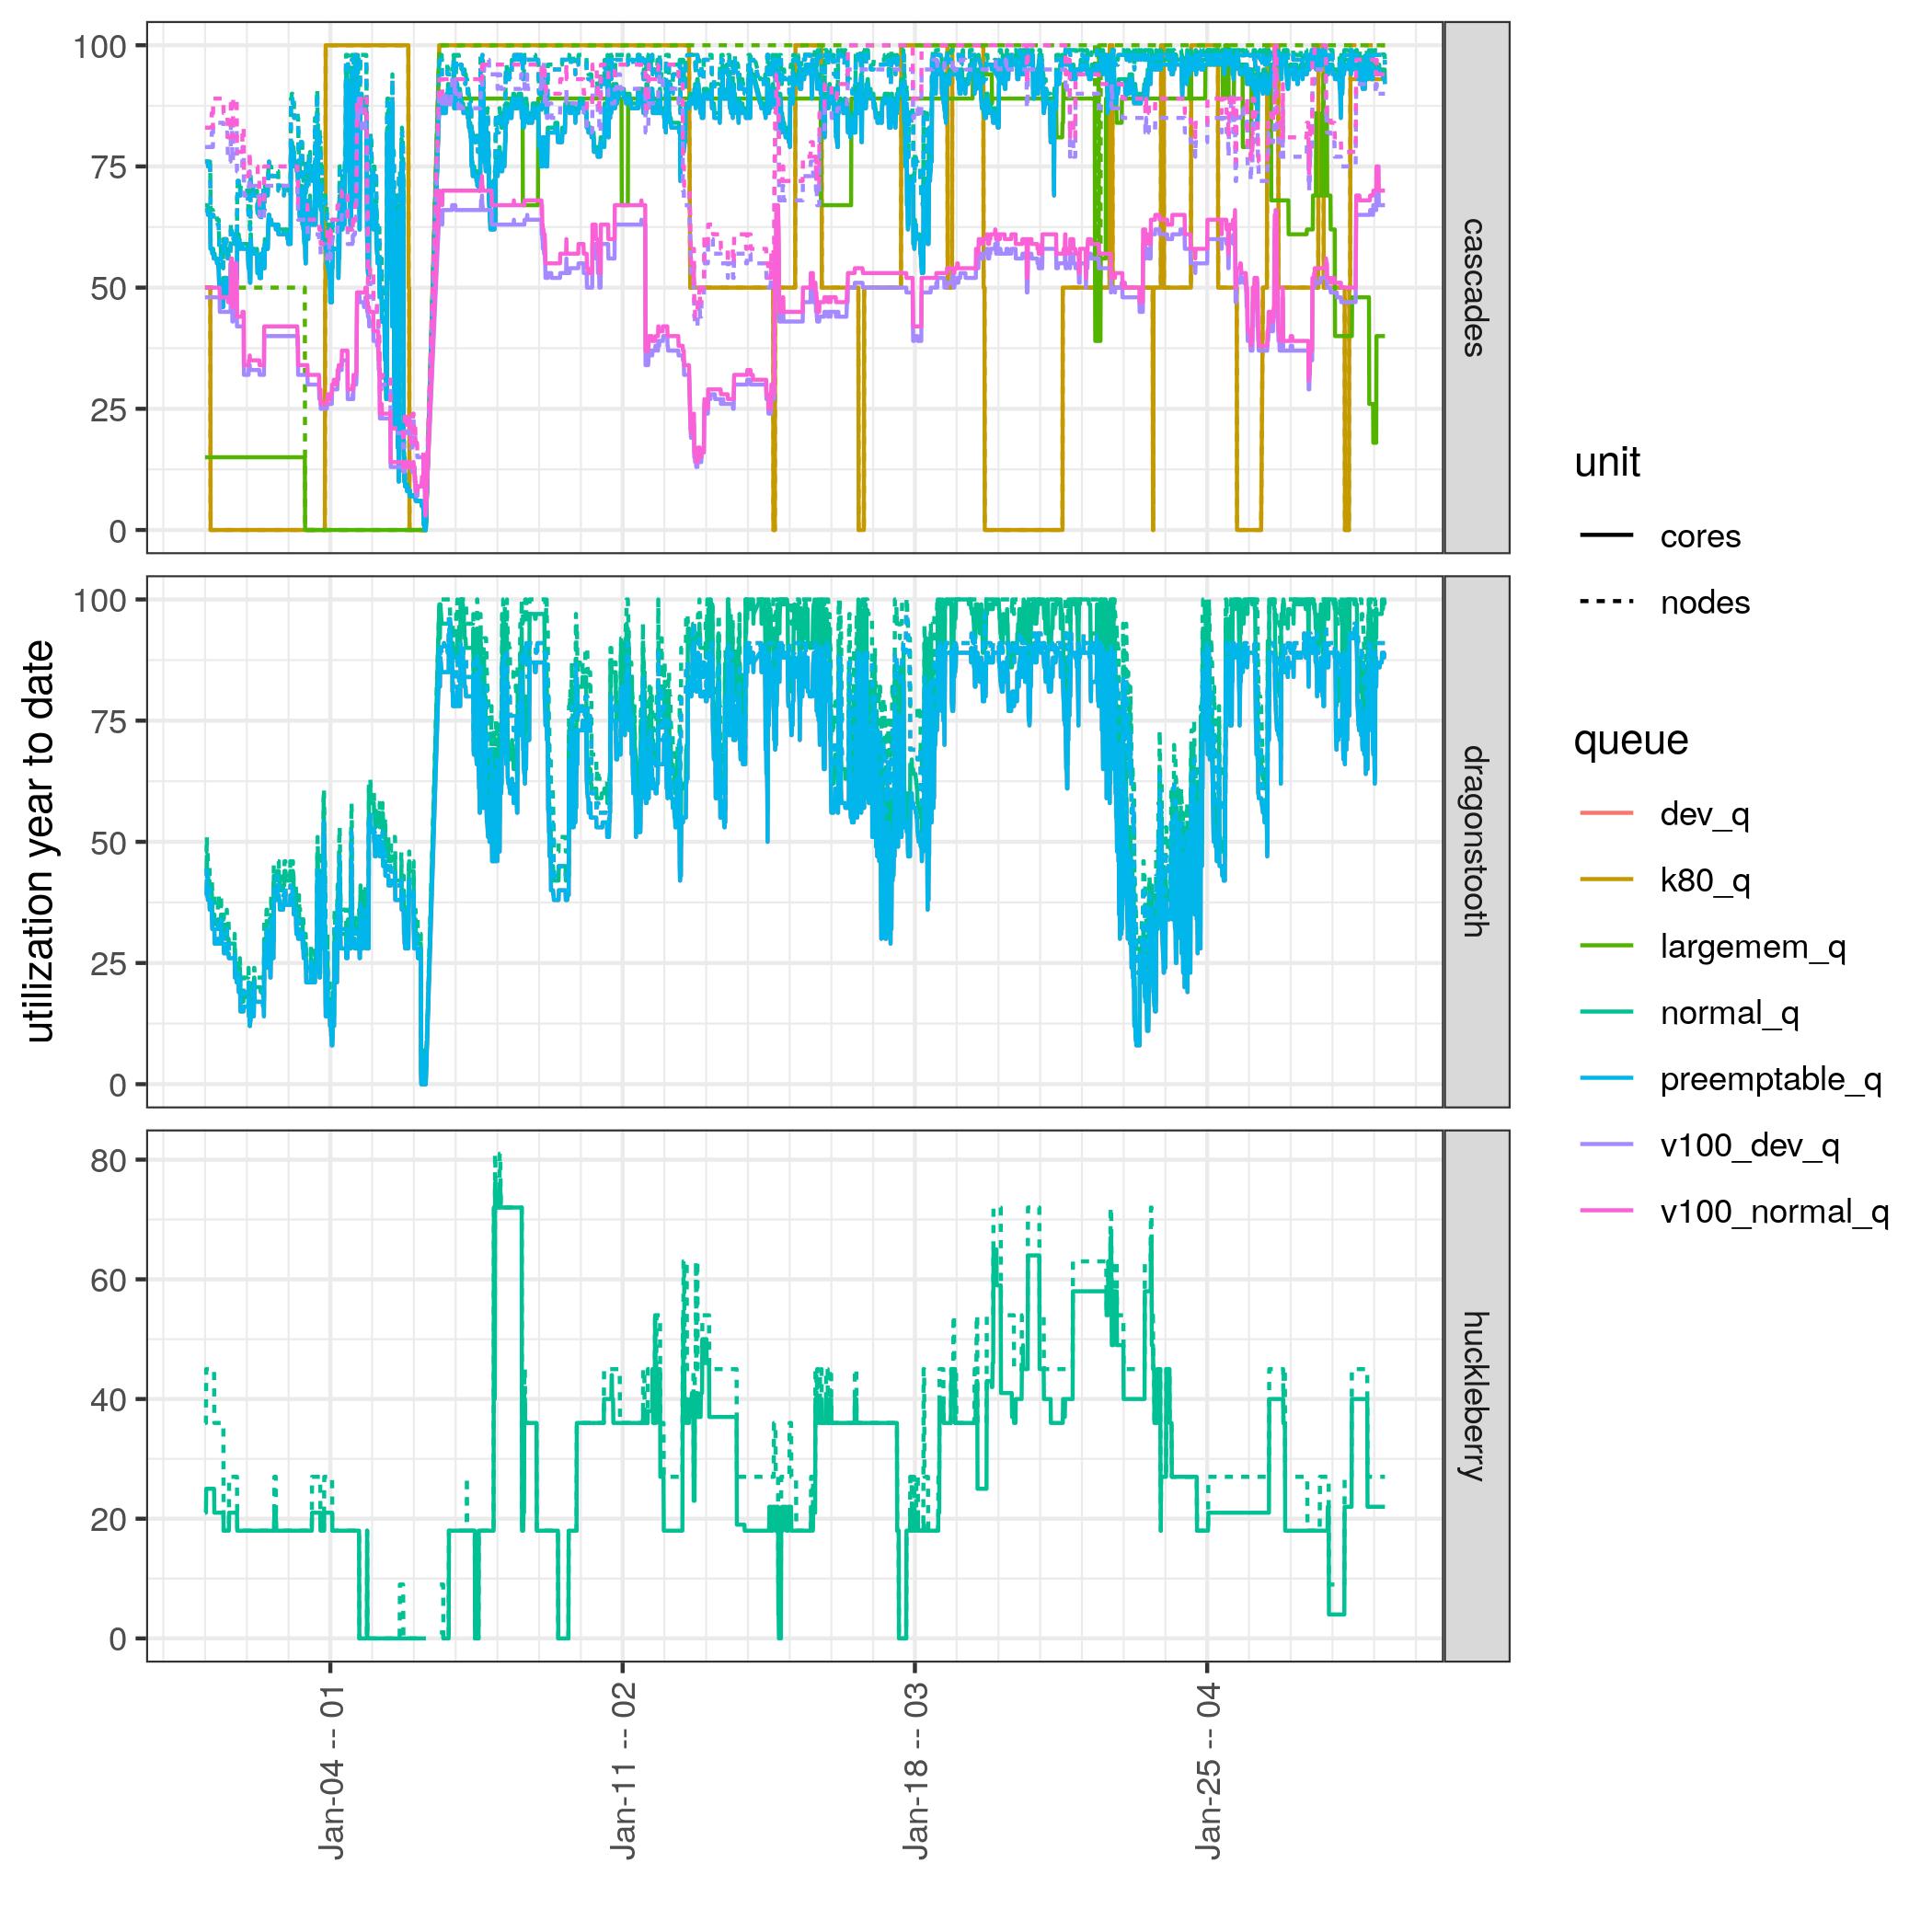 utilization year to date
100
75
50
25
0
cascades
100
75
50
25
0
dragonstooth
80
60
40
20
0
huckleberry
Jan-04 -- 01
Jan-11 -- 02
Jan-18 -- 03
Jan-25 -- 04
unit
cores
nodes
queue
dev_q
k80_q
largemem_q
normal_q
preemptable_q
v100_dev_q
v100_normal_q